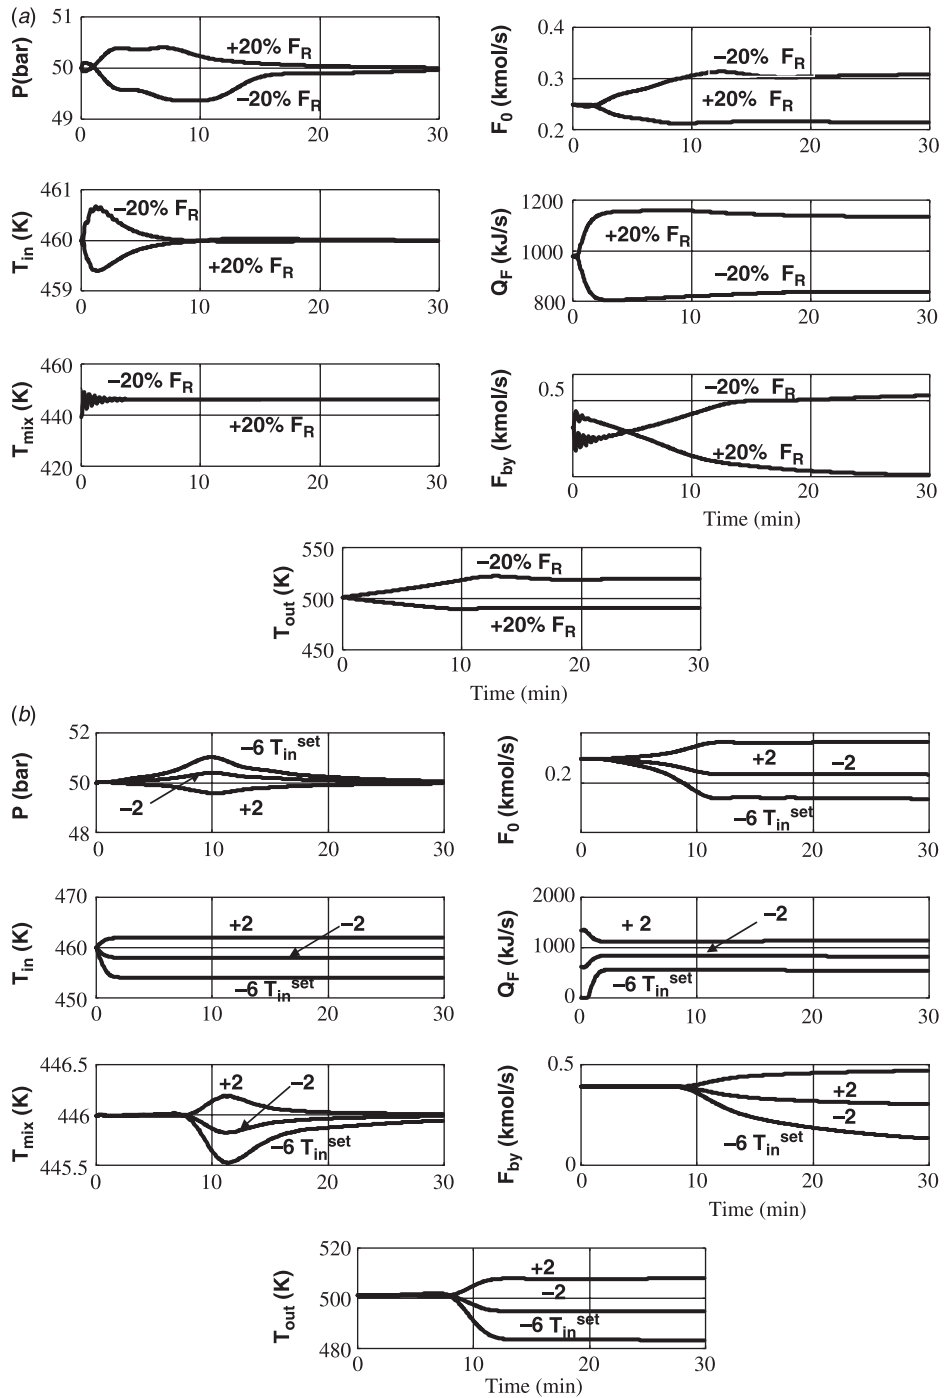 (a)
P(bar)
51
50
49
+20% F_R
−20% F_R
0 10 20 30
F_0 (kmol/s)
0.4
0.3
0.2
−20% F_R
+20% F_R
0 10 20 30
T_in (K)
461
460
459
−20% F_R
+20% F_R
0 10 20 30
Q_F (kJ/s)
1200
1000
800
+20% F_R
−20% F_R
0 10 20 30
T_mix (K)
460
440
420
−20% F_R
+20% F_R
0 10 20 30
F_by (kmol/s)
0.5
−20% F_R
+20% F_R
0 10 20 30
Time (min)
T_out (K)
550
500
450
−20% F_R
+20% F_R
0 10 20 30
Time (min)
(b)
P (bar)
52
50
48
−6 T_in^set
−2
+2
0 10 20 30
F_0 (kmol/s)
0.2
+2
−2
−6 T_in^set
0 10 20 30
T_in (K)
470
460
450
+2
−2
−6 T_in^set
0 10 20 30
Q_F (kJ/s)
2000
1000
0
+ 2
−2
−6 T_in^set
0 10 20 30
T_mix (K)
446.5
446
445.5
+2
−2
−6 T_in^set
0 10 20 30
F_by (kmol/s)
0.5
0
+2
−2
−6 T_in^set
0 10 20 30
Time (min)
T_out (K)
520
500
480
+2
−2
−6 T_in^set
0 10 20 30
Time (min)